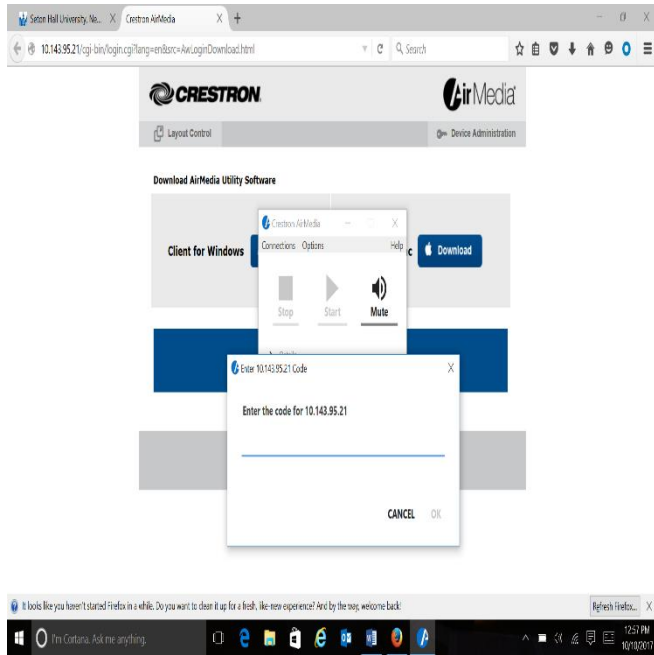 Seton Hall University, Ne... X Crestron AirMedia X +
10.143.95.21/cgi-bin/login.cgi?lang=en&src=AwLoginDownload.html Search
CRESTRON AirMedia
Layout Control Device Administration
Download AirMedia Utility Software
Crestron AirMedia
Connections Options Help
Client for Windows c Download
Stop Start Mute
Enter 10.143.95.21 Code
Enter the code for 10.143.95.21
CANCEL OK
It looks like you haven't started Firefox in a while. Do you want to clean it up for a fresh, like-new experience? And by the way, welcome back! Refresh Firefox...
I'm Cortana. Ask me anything. 12:57 PM
10/10/2017